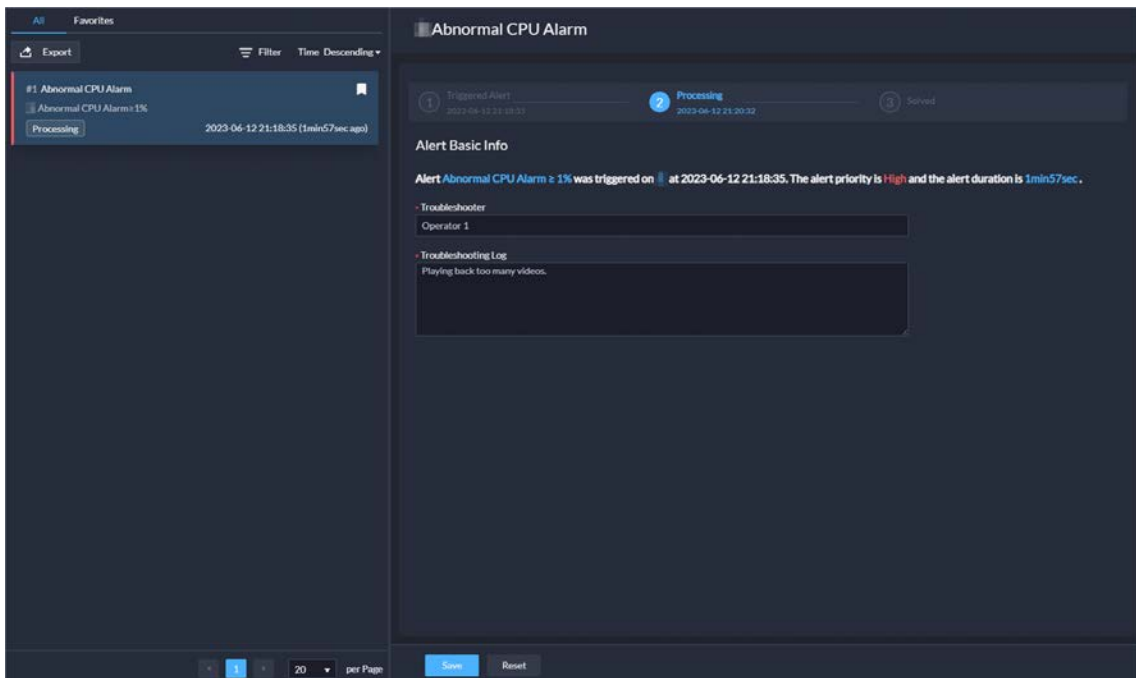 All Favorites
Export Filter Time Descending
#1 Abnormal CPU Alarm
Abnormal CPU Alarm ≥ 1%
Processing 2023-06-12 21:18:35 (1min57sec ago)
1 20 per Page
Abnormal CPU Alarm
1 Triggered Alert 2 Processing 3 Solved
2023-06-12 21:20:32
Alert Basic Info
Alert Abnormal CPU Alarm ≥ 1% was triggered on at 2023-06-12 21:18:35. The alert priority is High and the alert duration is 1min57sec .
* Troubleshooter
Operator 1
* Troubleshooting Log
Playing back too many videos.
Save Reset